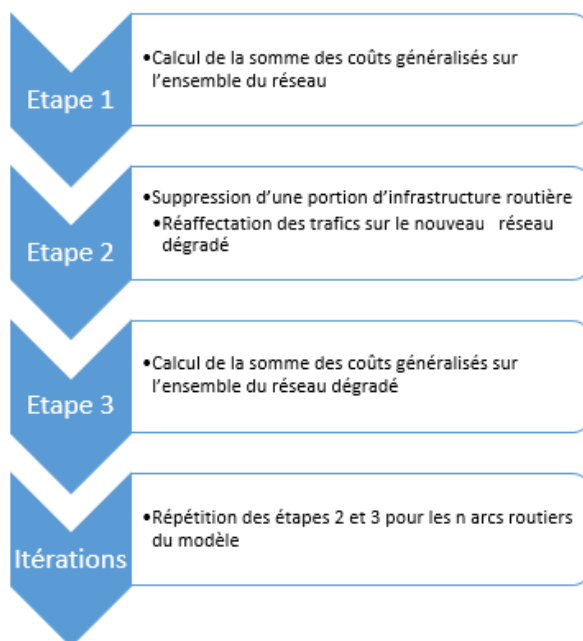 Etape 1
•Calcul de la somme des coûts généralisés sur
l'ensemble du réseau
Etape 2
•Suppression d'une portion d'infrastructure routière
•Réaffectation des trafics sur le nouveau réseau
dégradé
Etape 3
•Calcul de la somme des coûts généralisés sur
l'ensemble du réseau dégradé
Itérations
•Répétition des étapes 2 et 3 pour les n arcs routiers
du modèle